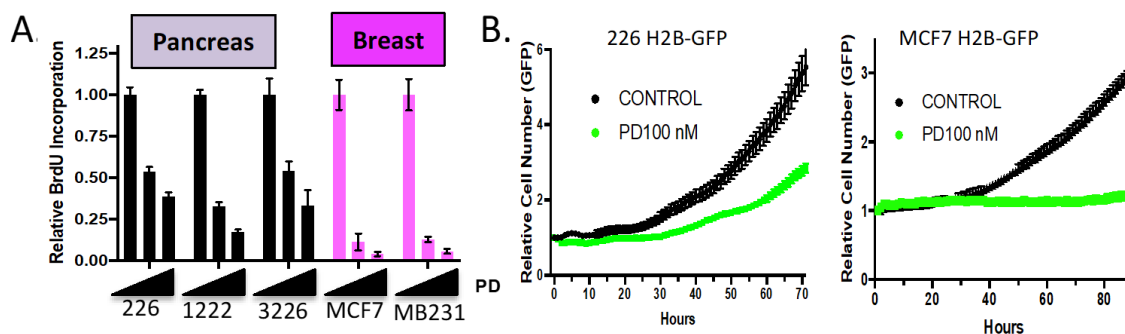 A.
Pancreas
Breast
Relative BrdU Incorporation
1.25
1.00
0.75
0.50
0.25
0.00
PD
226
1222
3226
MCF7
MB231
B.
226 H2B-GFP
Relative Cell Number (GFP)
6
4
2
0
CONTROL
PD100 nM
0 10 20 30 40 50 60 70
Hours
MCF7 H2B-GFP
Relative Cell Number (GFP)
3
2
1
0
CONTROL
PD100 nM
0 20 40 60 80
Hours